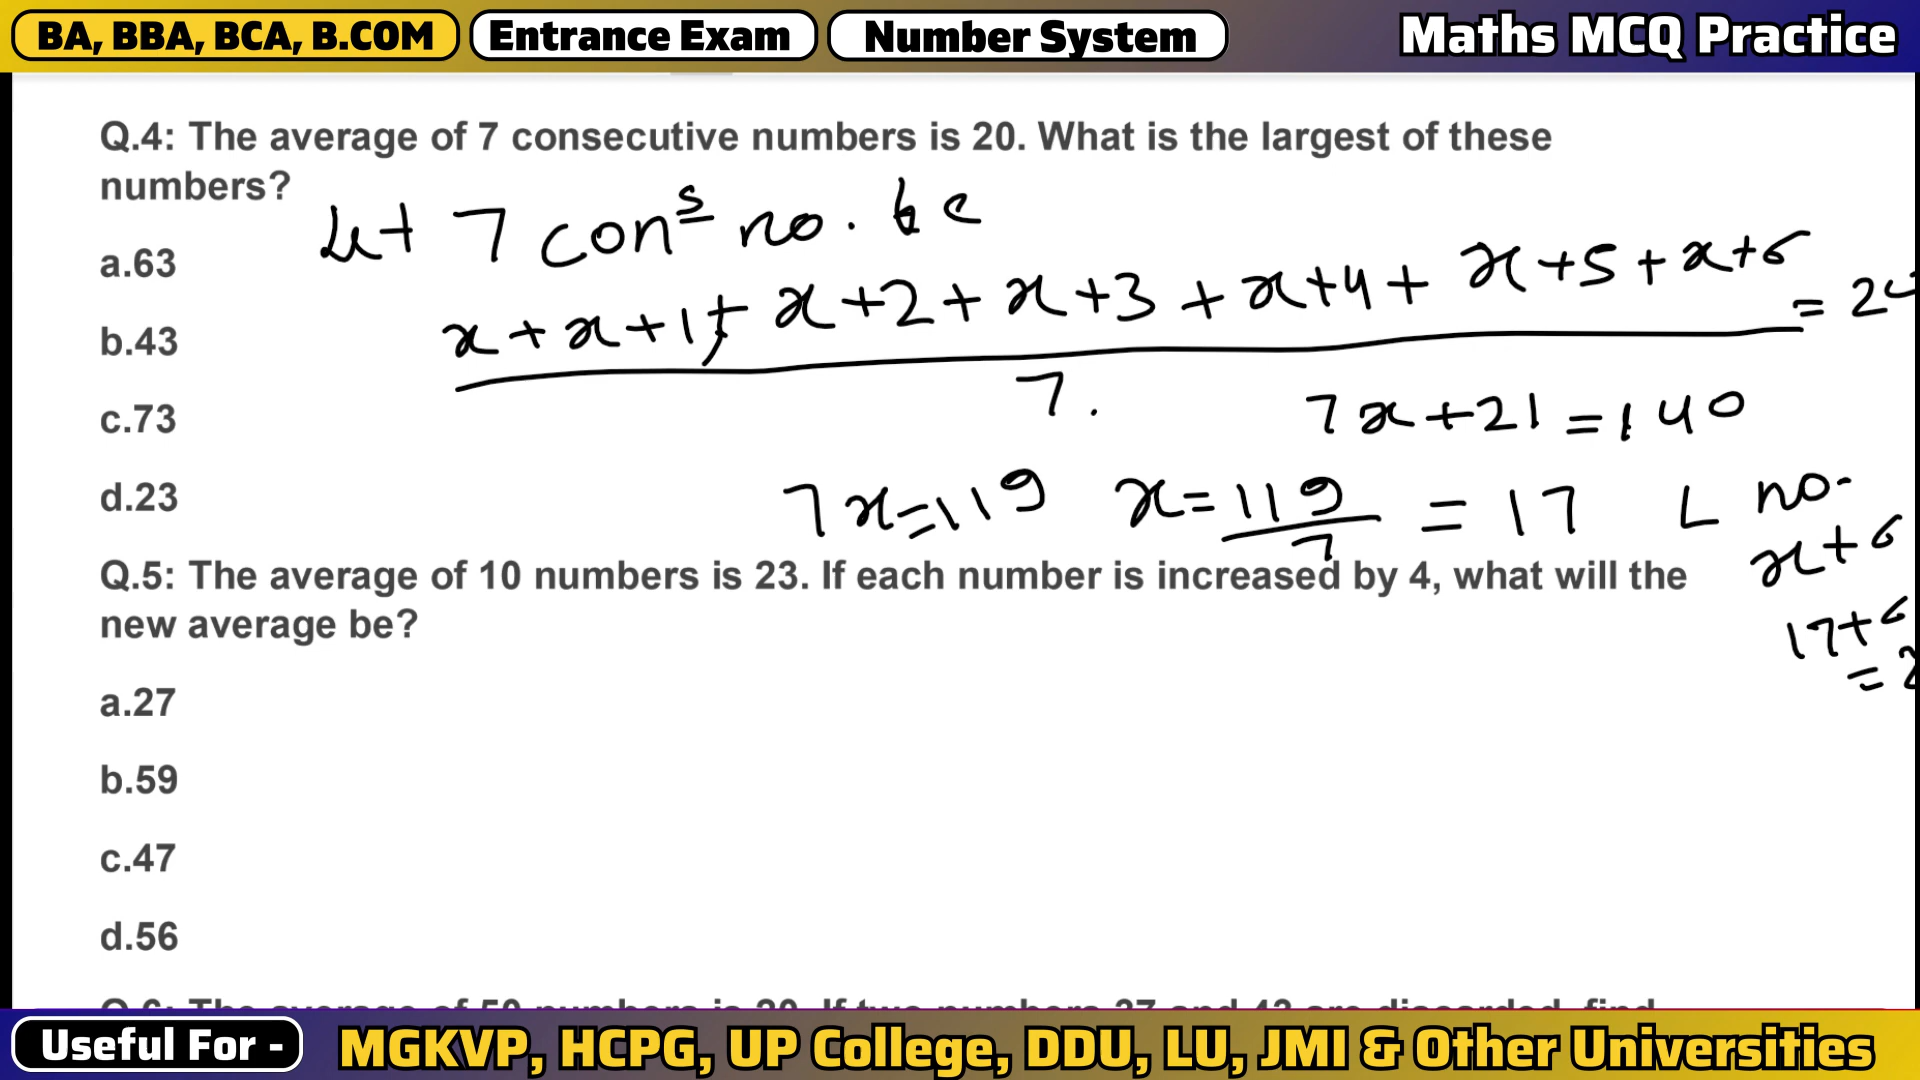 BA, BBA, BCA, B.COM Entrance Exam Number System Maths MCQ Practice
Q.4: The average of 7 consecutive numbers is 20. What is the largest of these
numbers?
Let 7 cons no. be
a.63
x + x + 1 + x + 2 + x + 3 + x + 4 + x + 5 + x + 6 = 20
b.43
7.
c.73
7x + 21 = 140
7x = 119 x = 119/7 = 17 L no.
d.23
x + 6
Q.5: The average of 10 numbers is 23. If each number is increased by 4, what will the
new average be?
17 + 6
= 2
a.27
b.59
c.47
d.56
Useful For - MGKVP, HCPG, UP College, DDU, LU, JMI & Other Universities